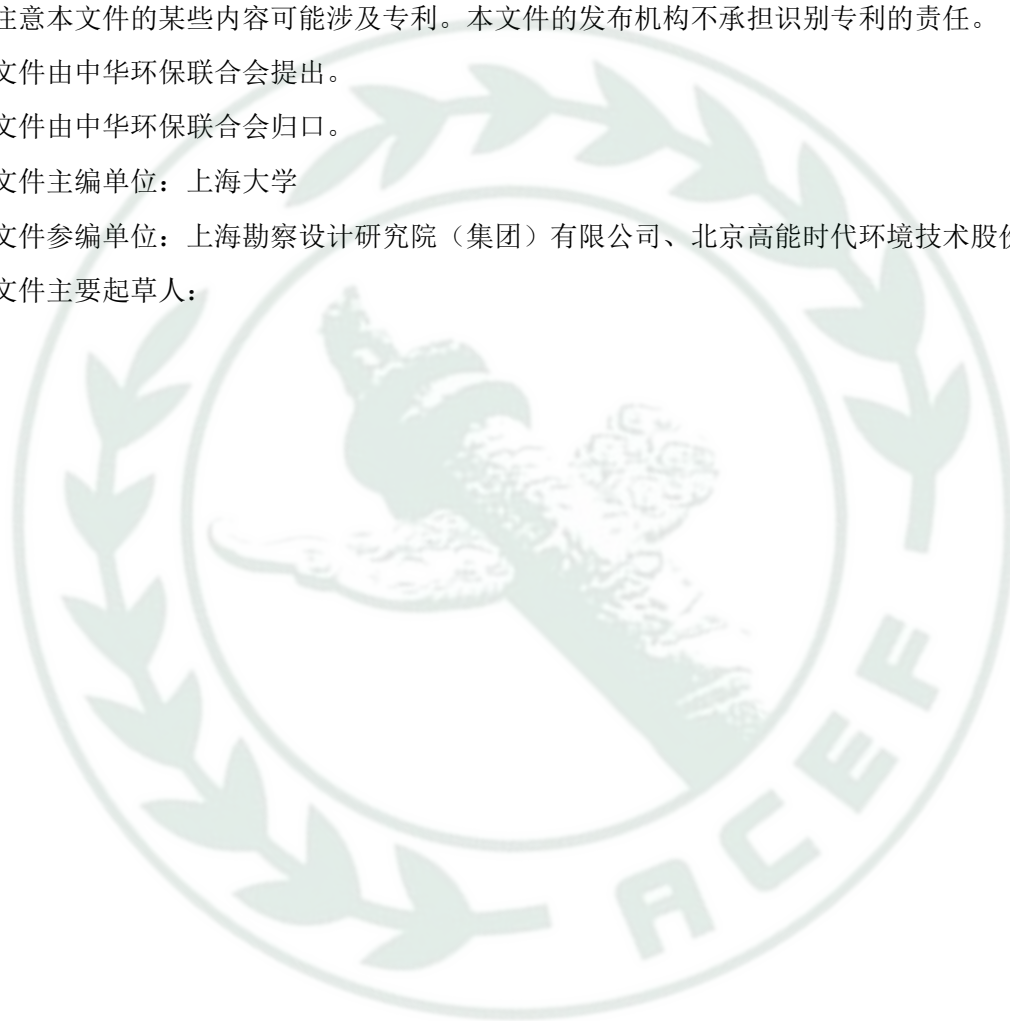 注意本文件的某些内容可能涉及专利。本文件的发布机构不承担识别专利的责任。
文件由中华环保联合会提出。
文件由中华环保联合会归口。
文件主编单位：上海大学
文件参编单位：上海勘察设计研究院（集团）有限公司、北京高能时代环境技术股份
文件主要起草人：
ACEF